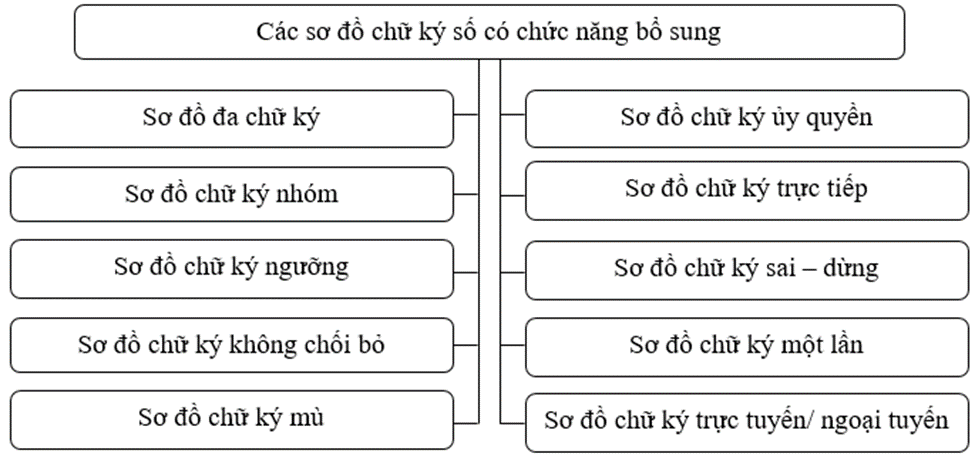 Các sơ đồ chữ ký số có chức năng bổ sung
Sơ đồ đa chữ ký
Sơ đồ chữ ký nhóm
Sơ đồ chữ ký ngưỡng
Sơ đồ chữ ký không chối bỏ
Sơ đồ chữ ký mù
Sơ đồ chữ ký ủy quyền
Sơ đồ chữ ký trực tiếp
Sơ đồ chữ ký sai – dừng
Sơ đồ chữ ký một lần
Sơ đồ chữ ký trực tuyến/ ngoại tuyến